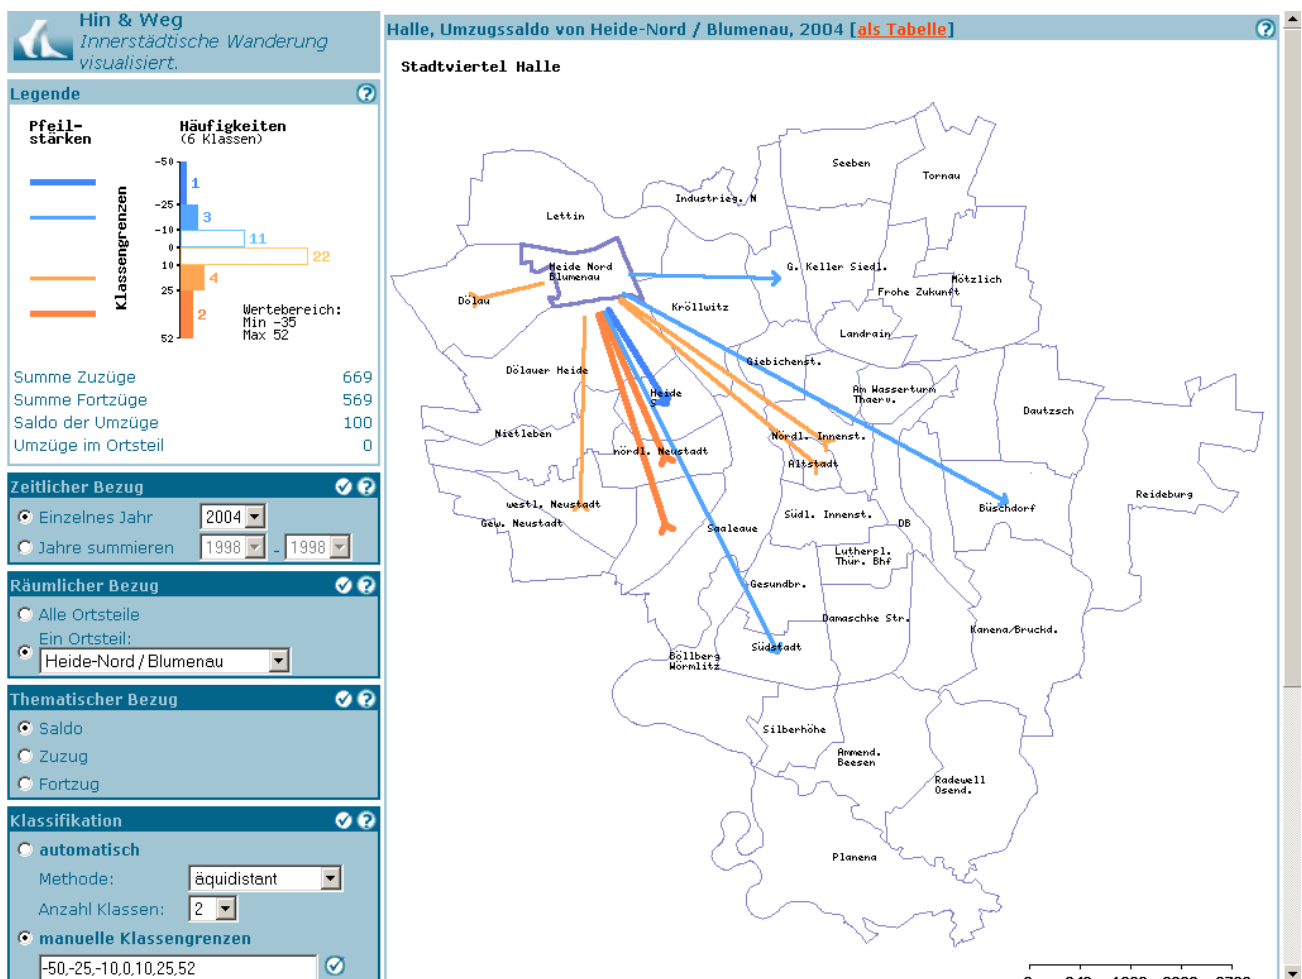 Hin & Weg
Innerstädtische Wanderung
visualisiert.
Legende
Pfeil-
stärken
Häufigkeiten
(6 Klassen)
Klassengrenzen
-50
-25
-10
0
10
25
52
1
3
11
22
4
2
Wertebereich:
Min -35
Max 52
Summe Zuzüge 669
Summe Fortzüge 569
Saldo der Umzüge 100
Umzüge im Ortsteil 0
Zeitlicher Bezug
Einzelnes Jahr 2004
Jahre summieren 1998 - 1998
Räumlicher Bezug
Alle Ortsteile
Ein Ortsteil:
Heide-Nord / Blumenau
Thematischer Bezug
Saldo
Zuzug
Fortzug
Klassifikation
automatisch
Methode: äquidistant
Anzahl Klassen: 2
manuelle Klassengrenzen
-50,-25,-10,0,10,25,52
Halle, Umzugssaldo von Heide-Nord / Blumenau, 2004 [als Tabelle]
Stadtviertel Halle
Seeben
Tornau
Industrieg. N
Lettin
Heide Nord
Blumenau
G. Keller Siedl.
Mötzlich
Frohe Zukunft
Dölau
Kröllwitz
Landrain
Giebichenst.
Dölauer Heide
Heide
S
Am Wasserturm
Thaerv.
Dautzsch
Nietleben
Nördl. Innenst.
nördl. Neustadt
Altstadt
Reideburg
westl. Neustadt
Büschdorf
Gew. Neustadt
Saaleaue
Südl. Innenst.
DB
Lutherpl.
Thür. Bhf
Gesundbr.
Damaschke Str.
Kanena/Bruckd.
Südstadt
Böllberg
Wörmlitz
Silberhöhe
Ammend.
Beesen
Radewell
Osend.
Planena